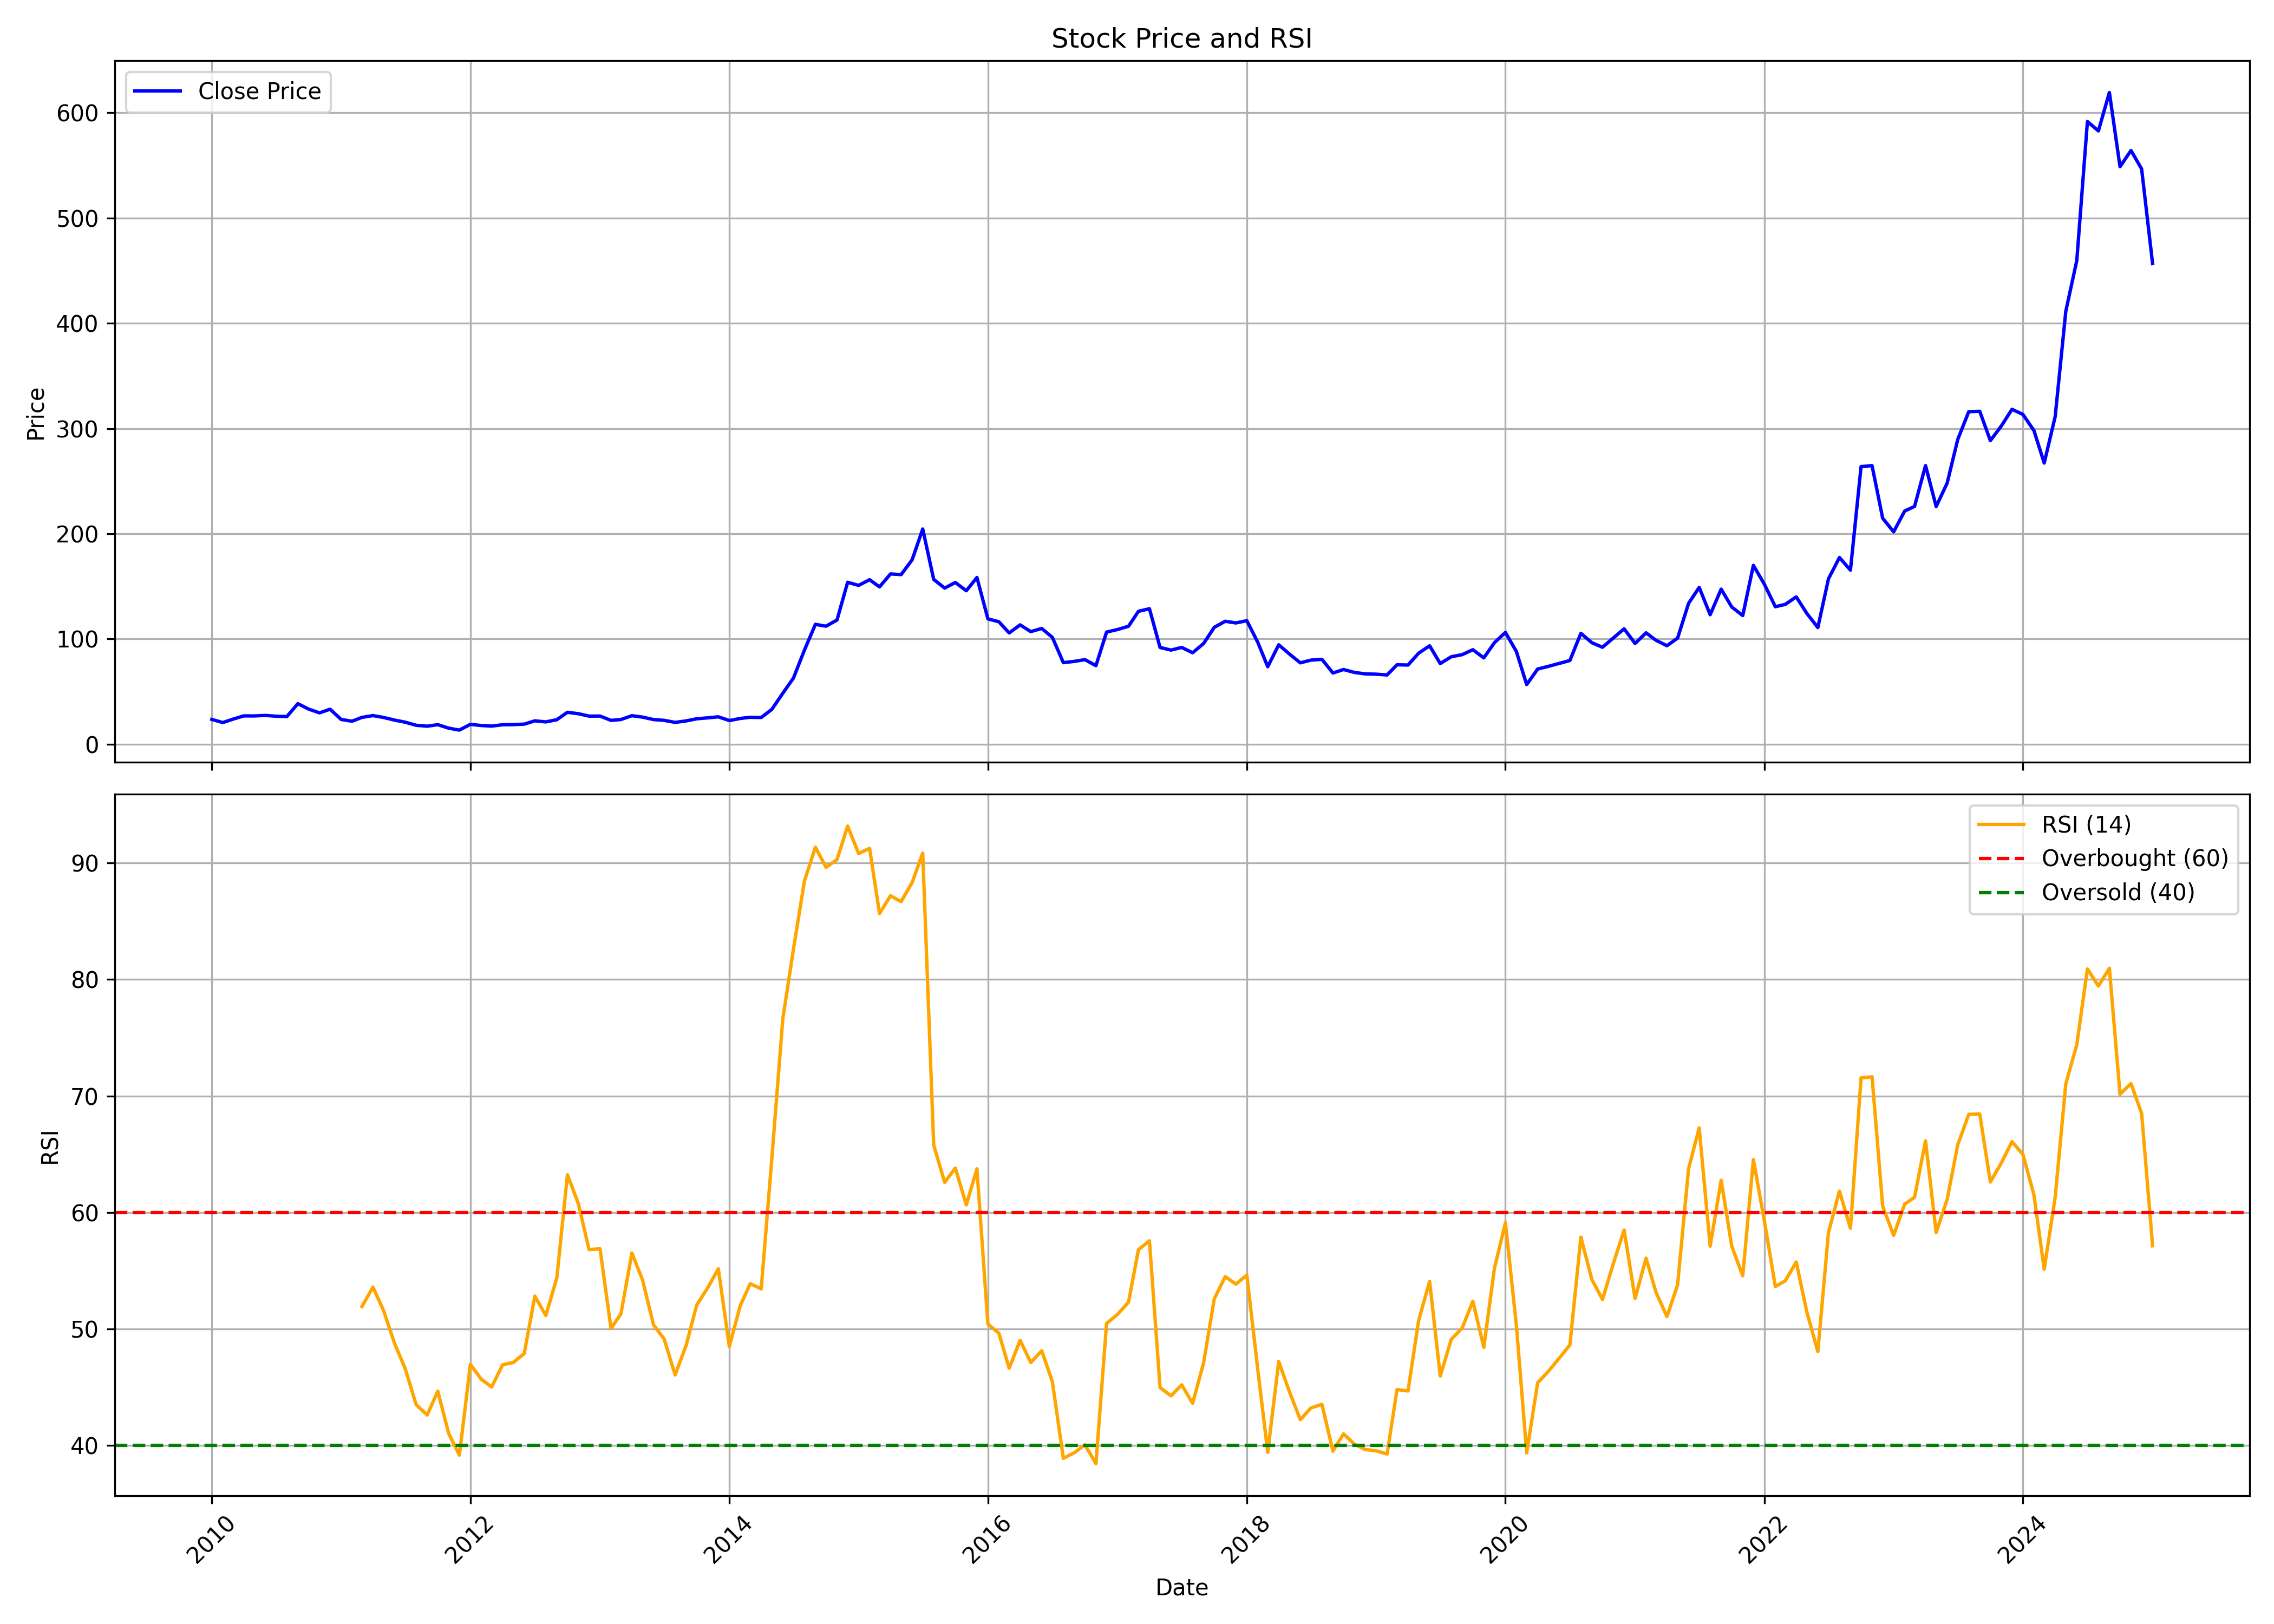 Stock Price and RSI
Close Price
600
500
400
300
200
100
0
Price
RSI (14)
Overbought (60)
Oversold (40)
90
80
70
60
50
40
RSI
2010
2012
2014
2016
2018
2020
2022
2024
Date